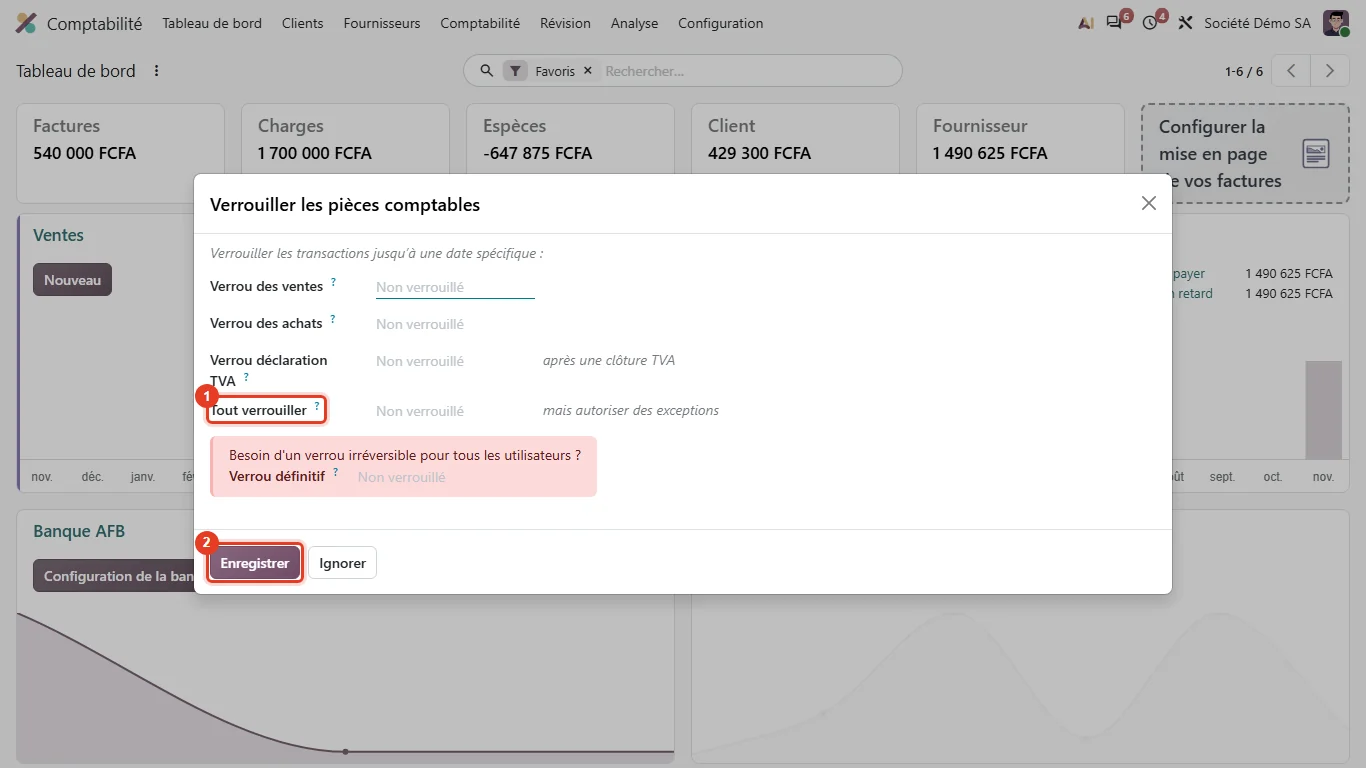 Comptabilité Tableau de bord Clients Fournisseurs Comptabilité Révision Analyse Configuration AI 6 4 Société Démo SA
Tableau de bord Favoris × Rechercher... 1-6 / 6
Factures Charges Espèces Client Fournisseur
540 000 FCFA 1 700 000 FCFA -647 875 FCFA 429 300 FCFA 1 490 625 FCFA
Configurer la
mise en page
vos factures
Verrouiller les pièces comptables
Ventes
Nouveau
Verrouiller les transactions jusqu'à une date spécifique :
Verrou des ventes ? Non verrouillé
payer 1 490 625 FCFA
retard 1 490 625 FCFA
Verrou des achats ? Non verrouillé
Verrou déclaration
TVA ? Non verrouillé après une clôture TVA
1
Tout verrouiller ? Non verrouillé mais autoriser des exceptions
Besoin d'un verrou irréversible pour tous les utilisateurs ?
Verrou définitif ? Non verrouillé
nov. déc. janv. sept. oct. nov.
Banque AFB
2
Enregistrer Ignorer
Configuration de la ban